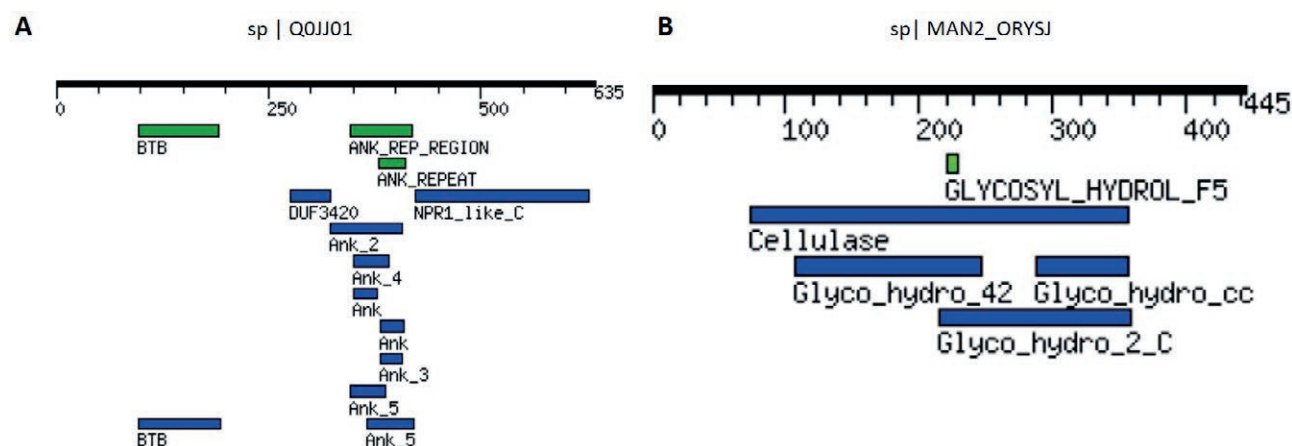 A
sp | Q0JJ01
0 250 500 635
BTB ANK_REP_REGION
ANK_REPEAT
DUF3420 NPR1_like_C
Ank_2
Ank_4
Ank
Ank
Ank_3
Ank_5
BTB Ank_5
B
sp| MAN2_ORYSJ
0 100 200 300 400 445
GLYCOSYL_HYDROL_F5
Cellulase
Glyco_hydro_42 Glyco_hydro_cc
Glyco_hydro_2_C